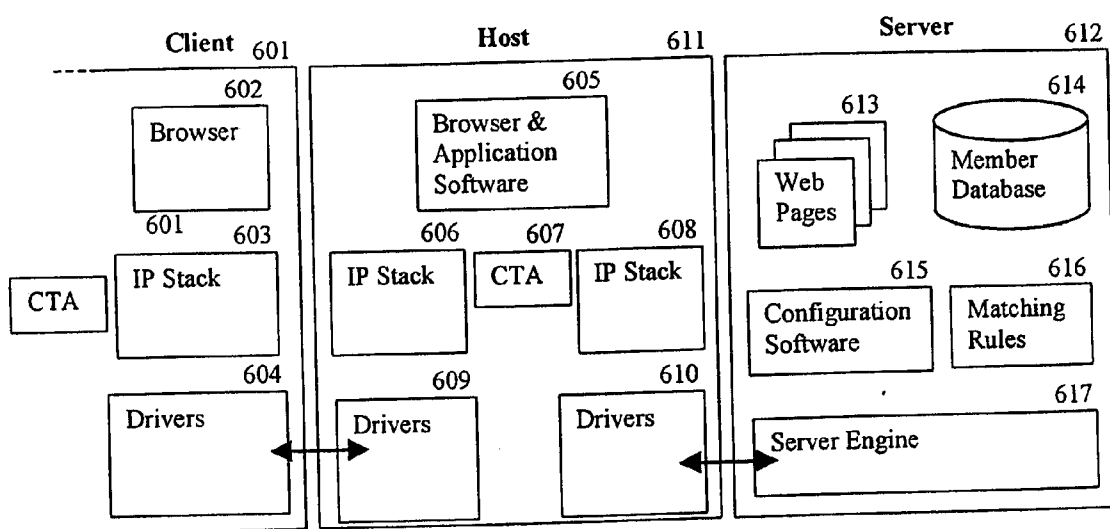 Client
601
602
Browser
601
603
CTA
IP Stack
604
Drivers
Host
611
605
Browser &
Application
Software
606
607
608
IP Stack
CTA
IP Stack
609
610
Drivers
Drivers
Server
612
613
614
Web
Pages
Member
Database
615
616
Configuration
Software
Matching
Rules
617
Server Engine